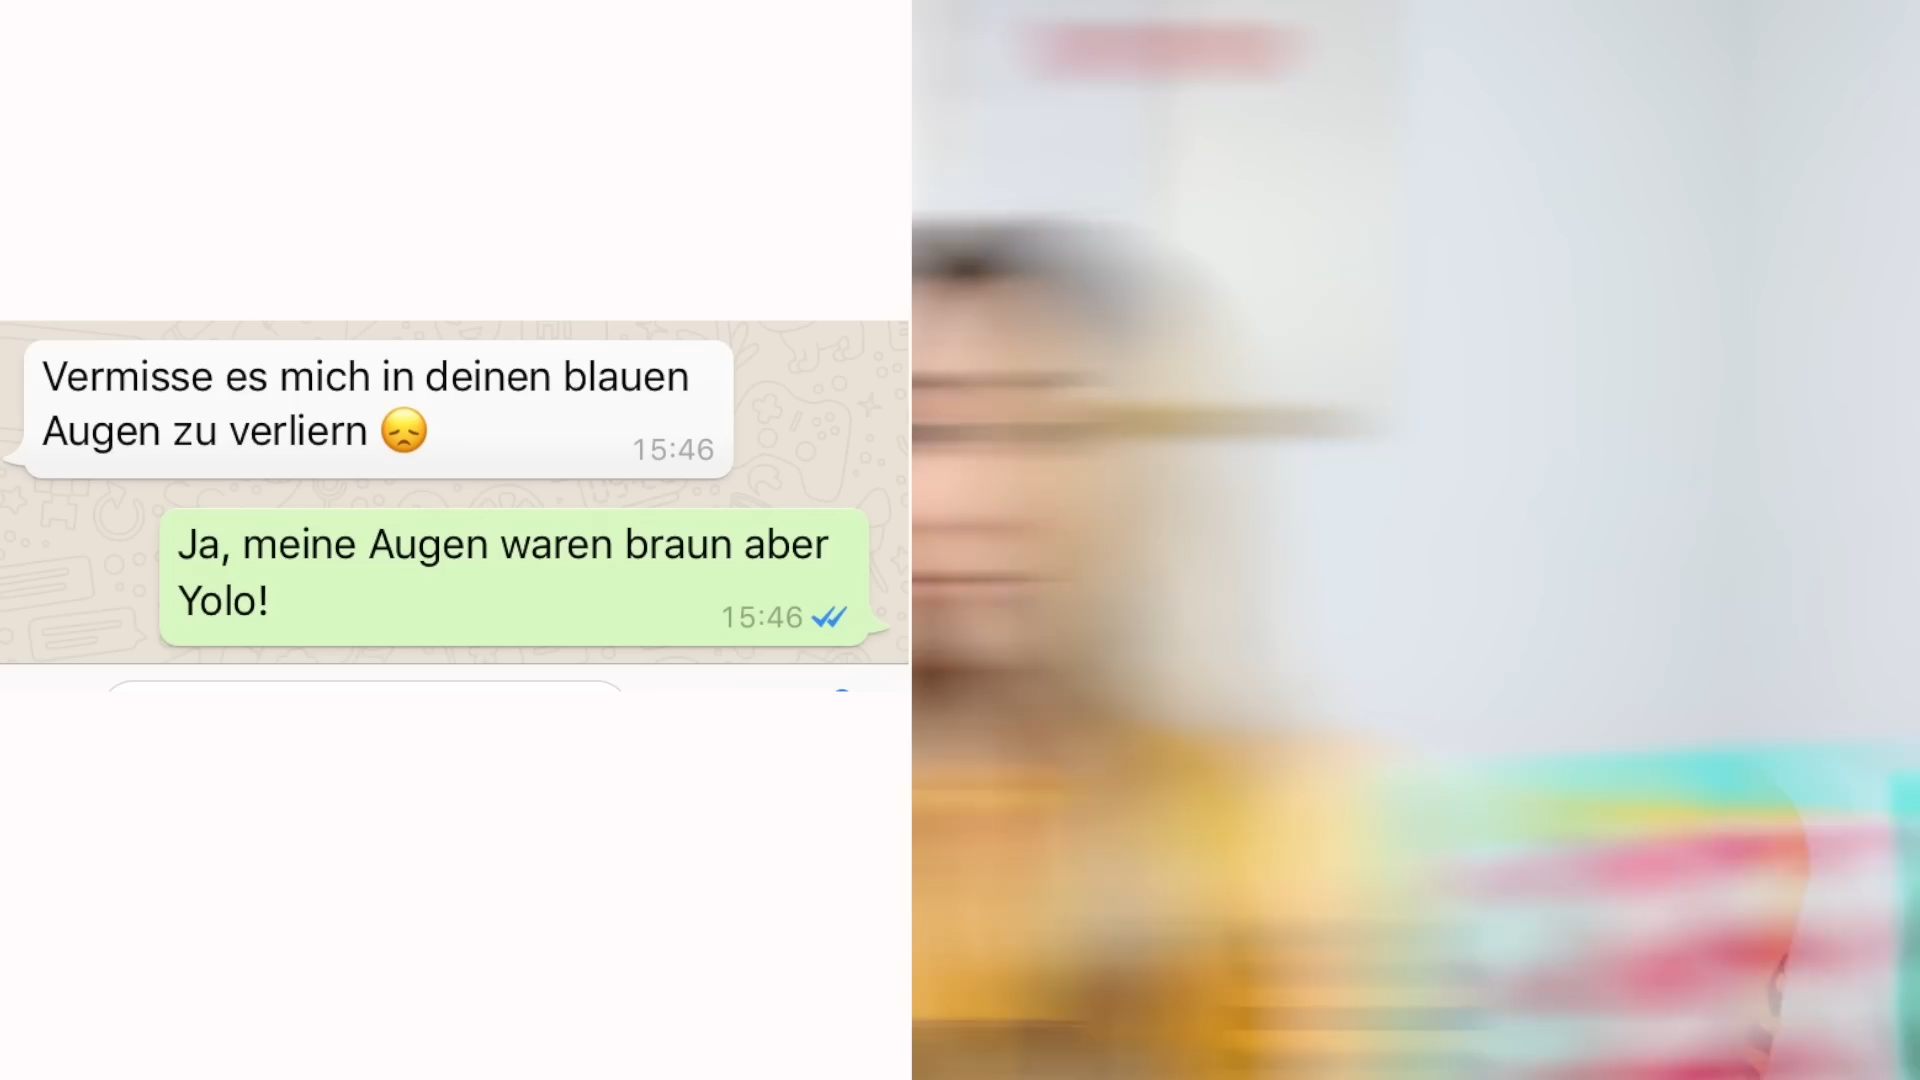 Vermisse es mich in deinen blauen
Augen zu verliern 😞
15:46
Ja, meine Augen waren braun aber
Yolo!
15:46